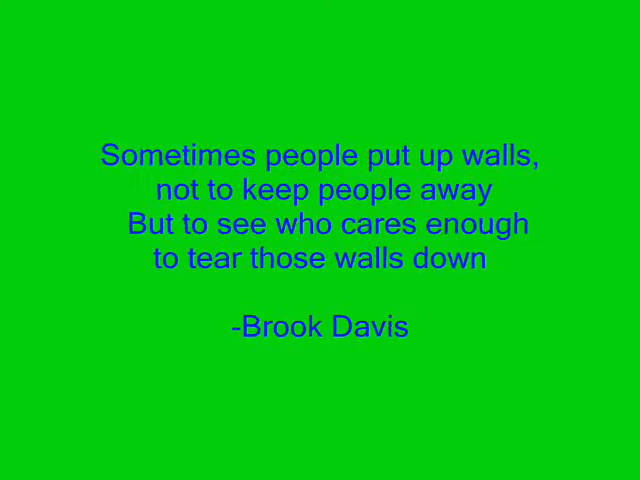 Sometimes people put up walls,
not to keep people away
But to see who cares enough
to tear those walls down
-Brook Davis